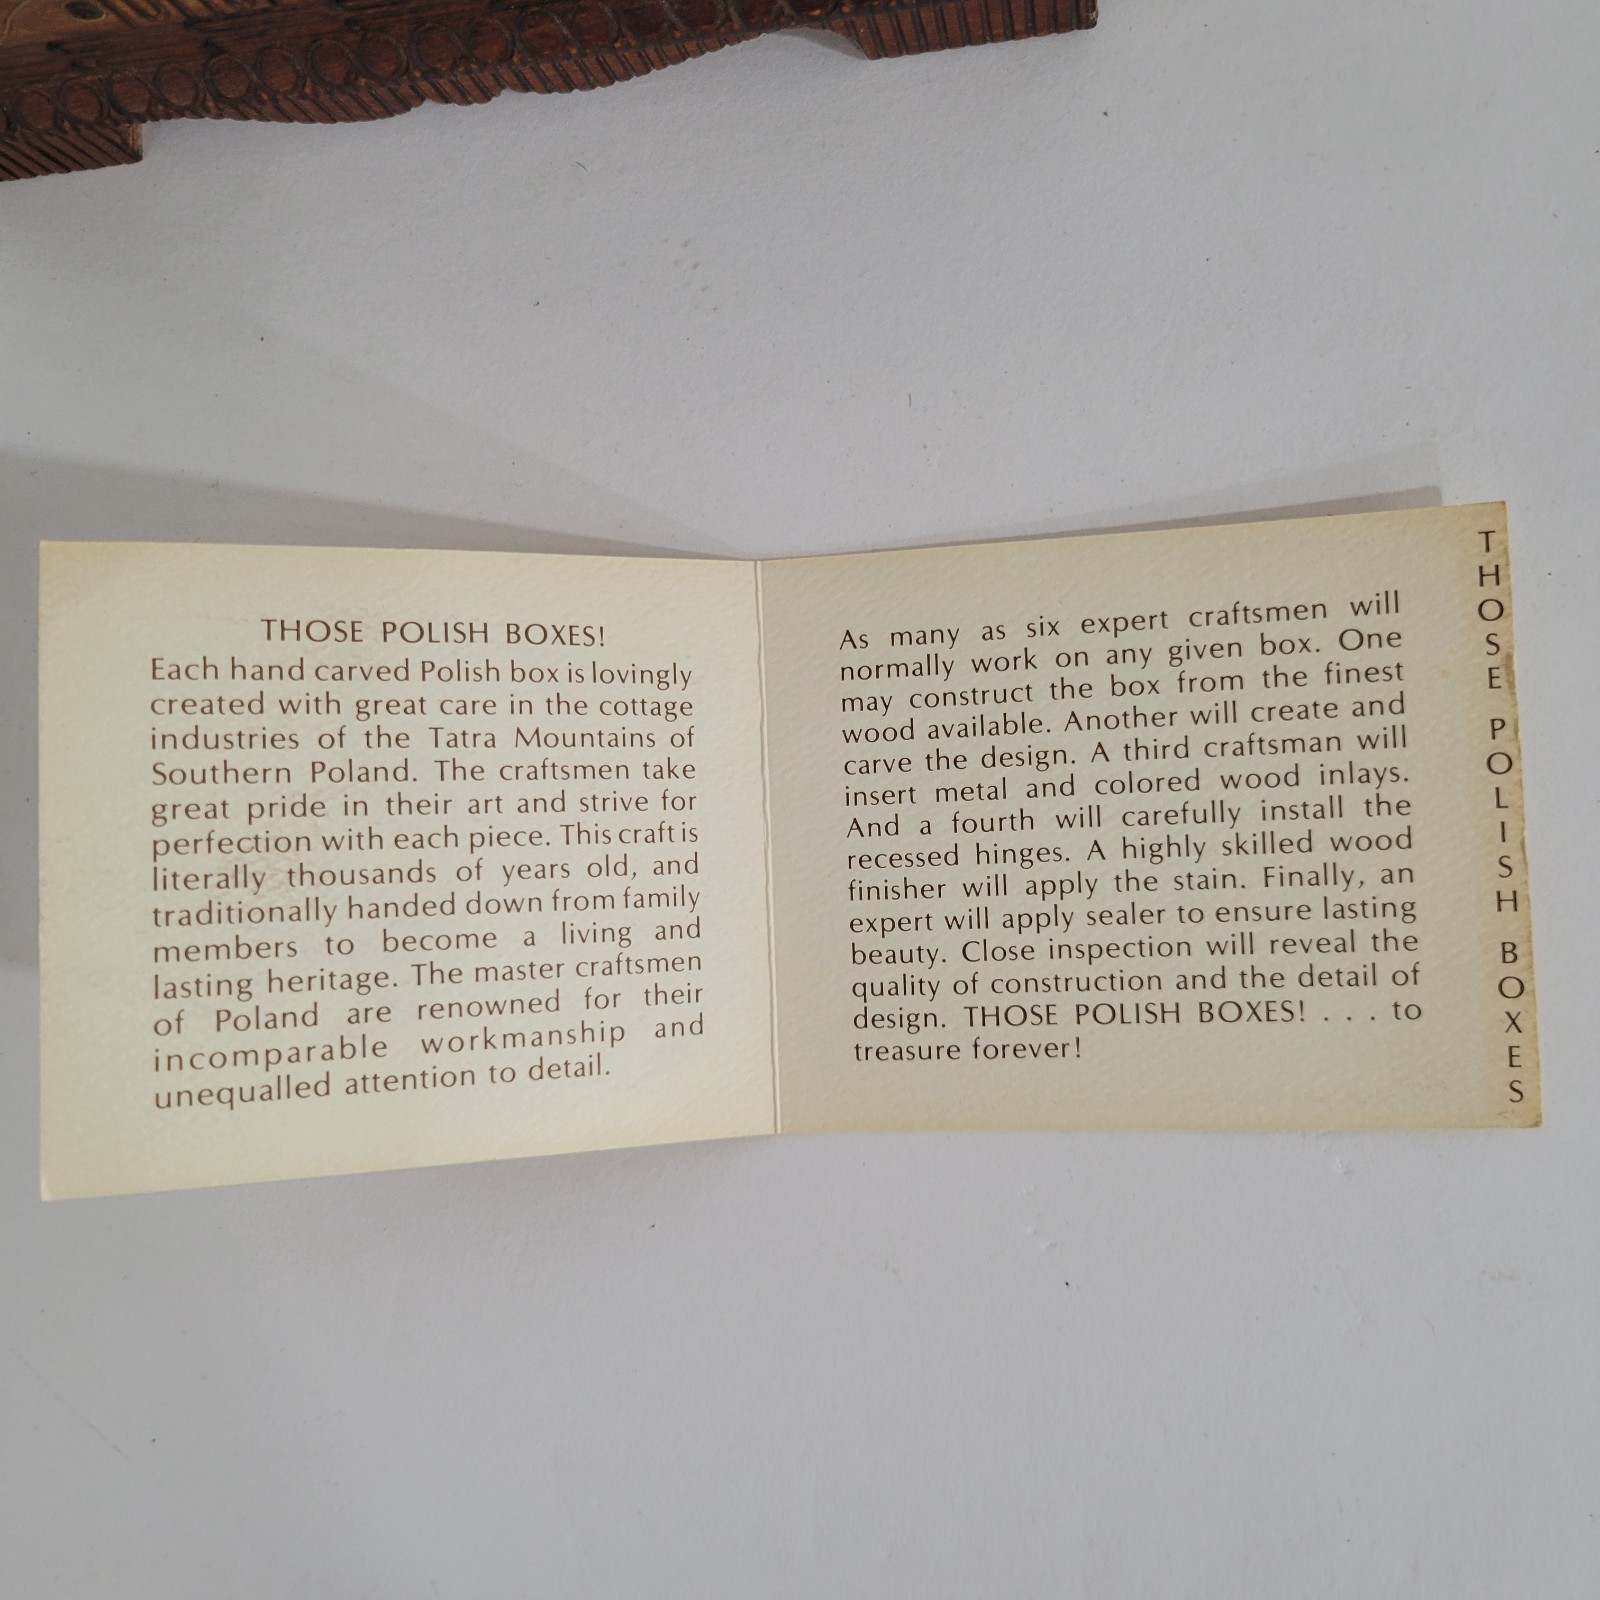 THOSE POLISH BOXES!
Each hand carved Polish box is lovingly
created with great care in the cottage
industries of the Tatra Mountains of
Southern Poland. The craftsmen take
great pride in their art and strive for
perfection with each piece. This craft is
literally thousands of years old, and
traditionally handed down from family
members to become a living and
lasting heritage. The master craftsmen
of Poland are renowned for their
incomparable workmanship and
unequalled attention to detail.
As many as six expert craftsmen will
normally work on any given box. One
may construct the box from the finest
wood available. Another will create and
carve the design. A third craftsman will
insert metal and colored wood inlays.
And a fourth will carefully install the
recessed hinges. A highly skilled wood
finisher will apply the stain. Finally, an
expert will apply sealer to ensure lasting
beauty. Close inspection will reveal the
quality of construction and the detail of
design. THOSE POLISH BOXES! . . . to
treasure forever!
THOSE POLISH BOXES